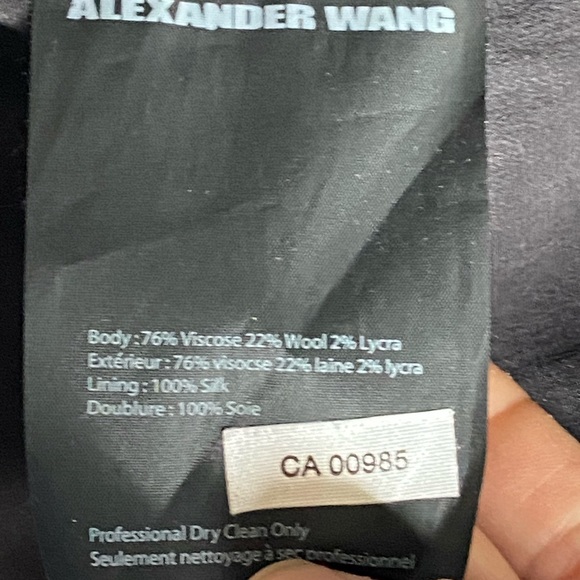 ALEXANDER WANG
Body : 76% Viscose 22% Wool 2% Lycra
Extérieur : 76% visocse 22% laine 2% lycra
Lining : 100% Silk
Doublure : 100% Soie
CA 00985
Professional Dry Clean Only
Seulement nettoyage à sec professionnel